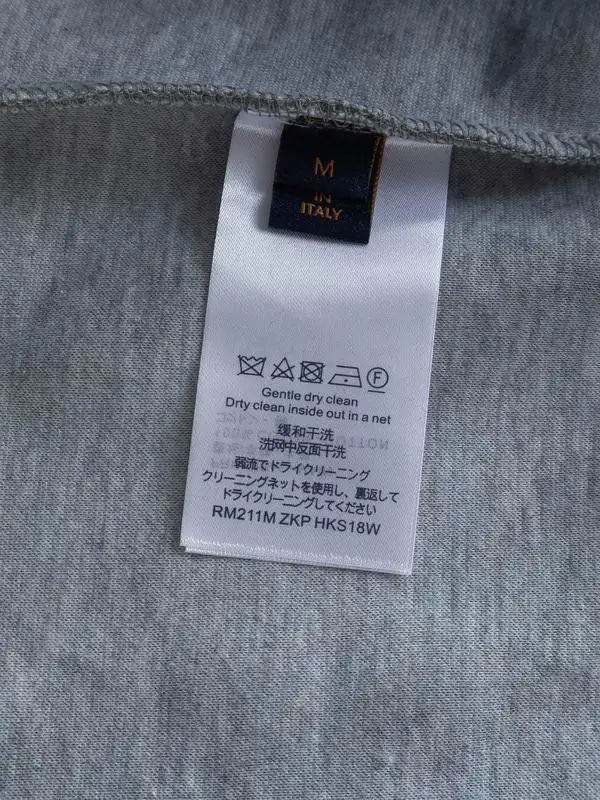 M
IN
ITALY
F
Gentle dry clean
Drty clean inside out in a net
缓和干洗
洗网中反面干洗
弱流でドライクリーニング
クリーニングネットを使用し、裏返して
ドライクリーニングしてください
RM211M ZKP HKS18W